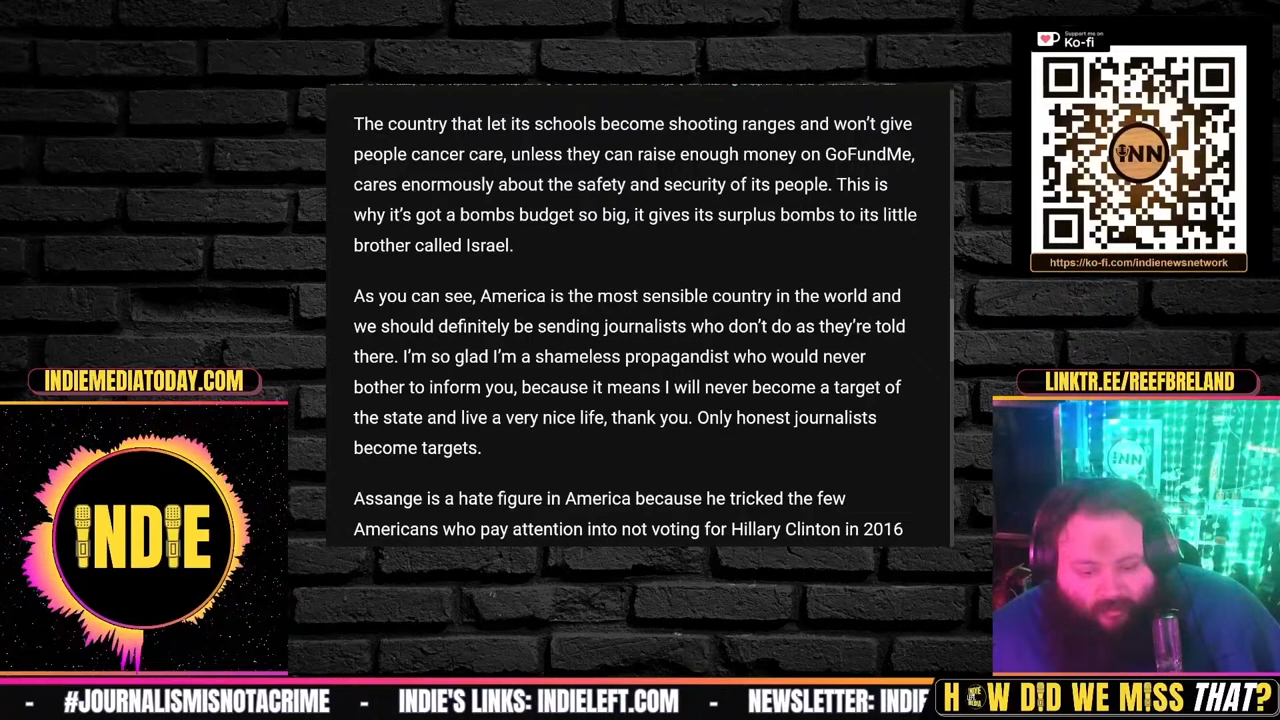 Support me on
Ko-fi
iNN
https://ko-fi.com/indienewsnetwork
The country that let its schools become shooting ranges and won’t give
people cancer care, unless they can raise enough money on GoFundMe,
cares enormously about the safety and security of its people. This is
why it’s got a bombs budget so big, it gives its surplus bombs to its little
brother called Israel.
As you can see, America is the most sensible country in the world and
we should definitely be sending journalists who don’t do as they’re told
there. I’m so glad I’m a shameless propagandist who would never
bother to inform you, because it means I will never become a target of
the state and live a very nice life, thank you. Only honest journalists
become targets.
Assange is a hate figure in America because he tricked the few
Americans who pay attention into not voting for Hillary Clinton in 2016
INDIEMEDIATODAY.COM
INDIE
LINKTR.EE/REEFBRELAND
iNN
- #JOURNALISMISNOTACRIME - INDIE'S LINKS: INDIELEFT.COM - NEWSLETTER: INDIE
HOW DID WE MISS THAT?